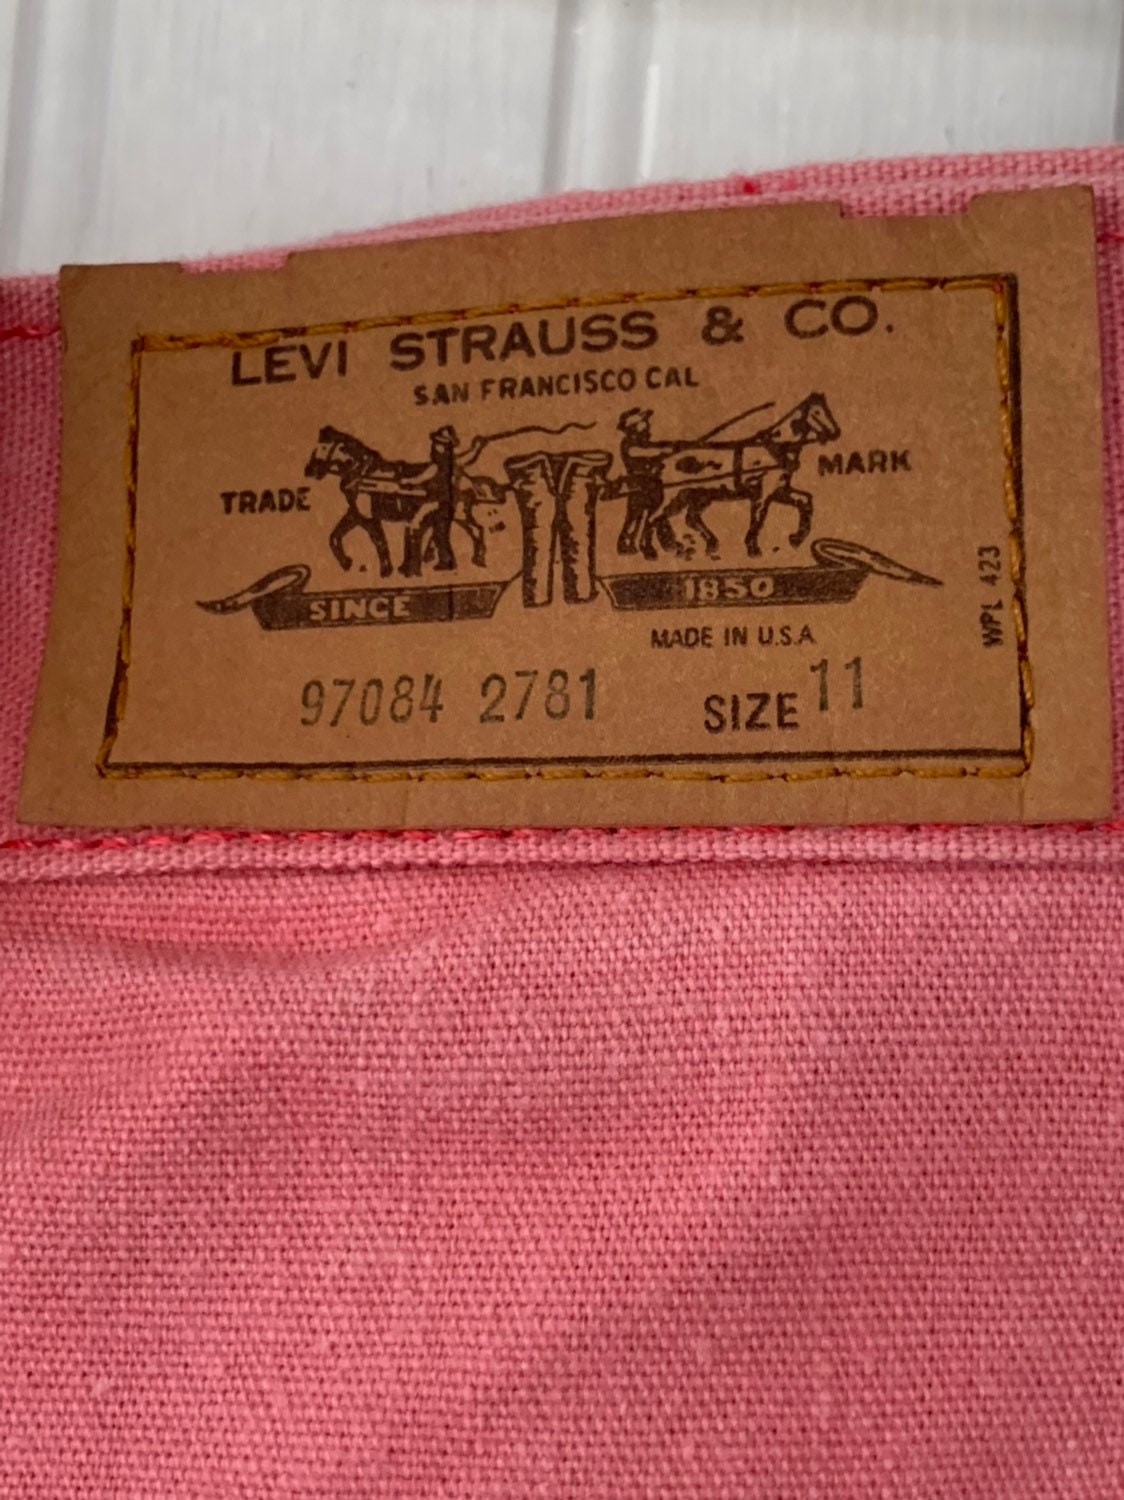 LEVI STRAUSS & CO.
SAN FRANCISCO CAL
TRADE MARK
SINCE 1850
WPL 423
MADE IN U.S.A
97084 2781 SIZE 11